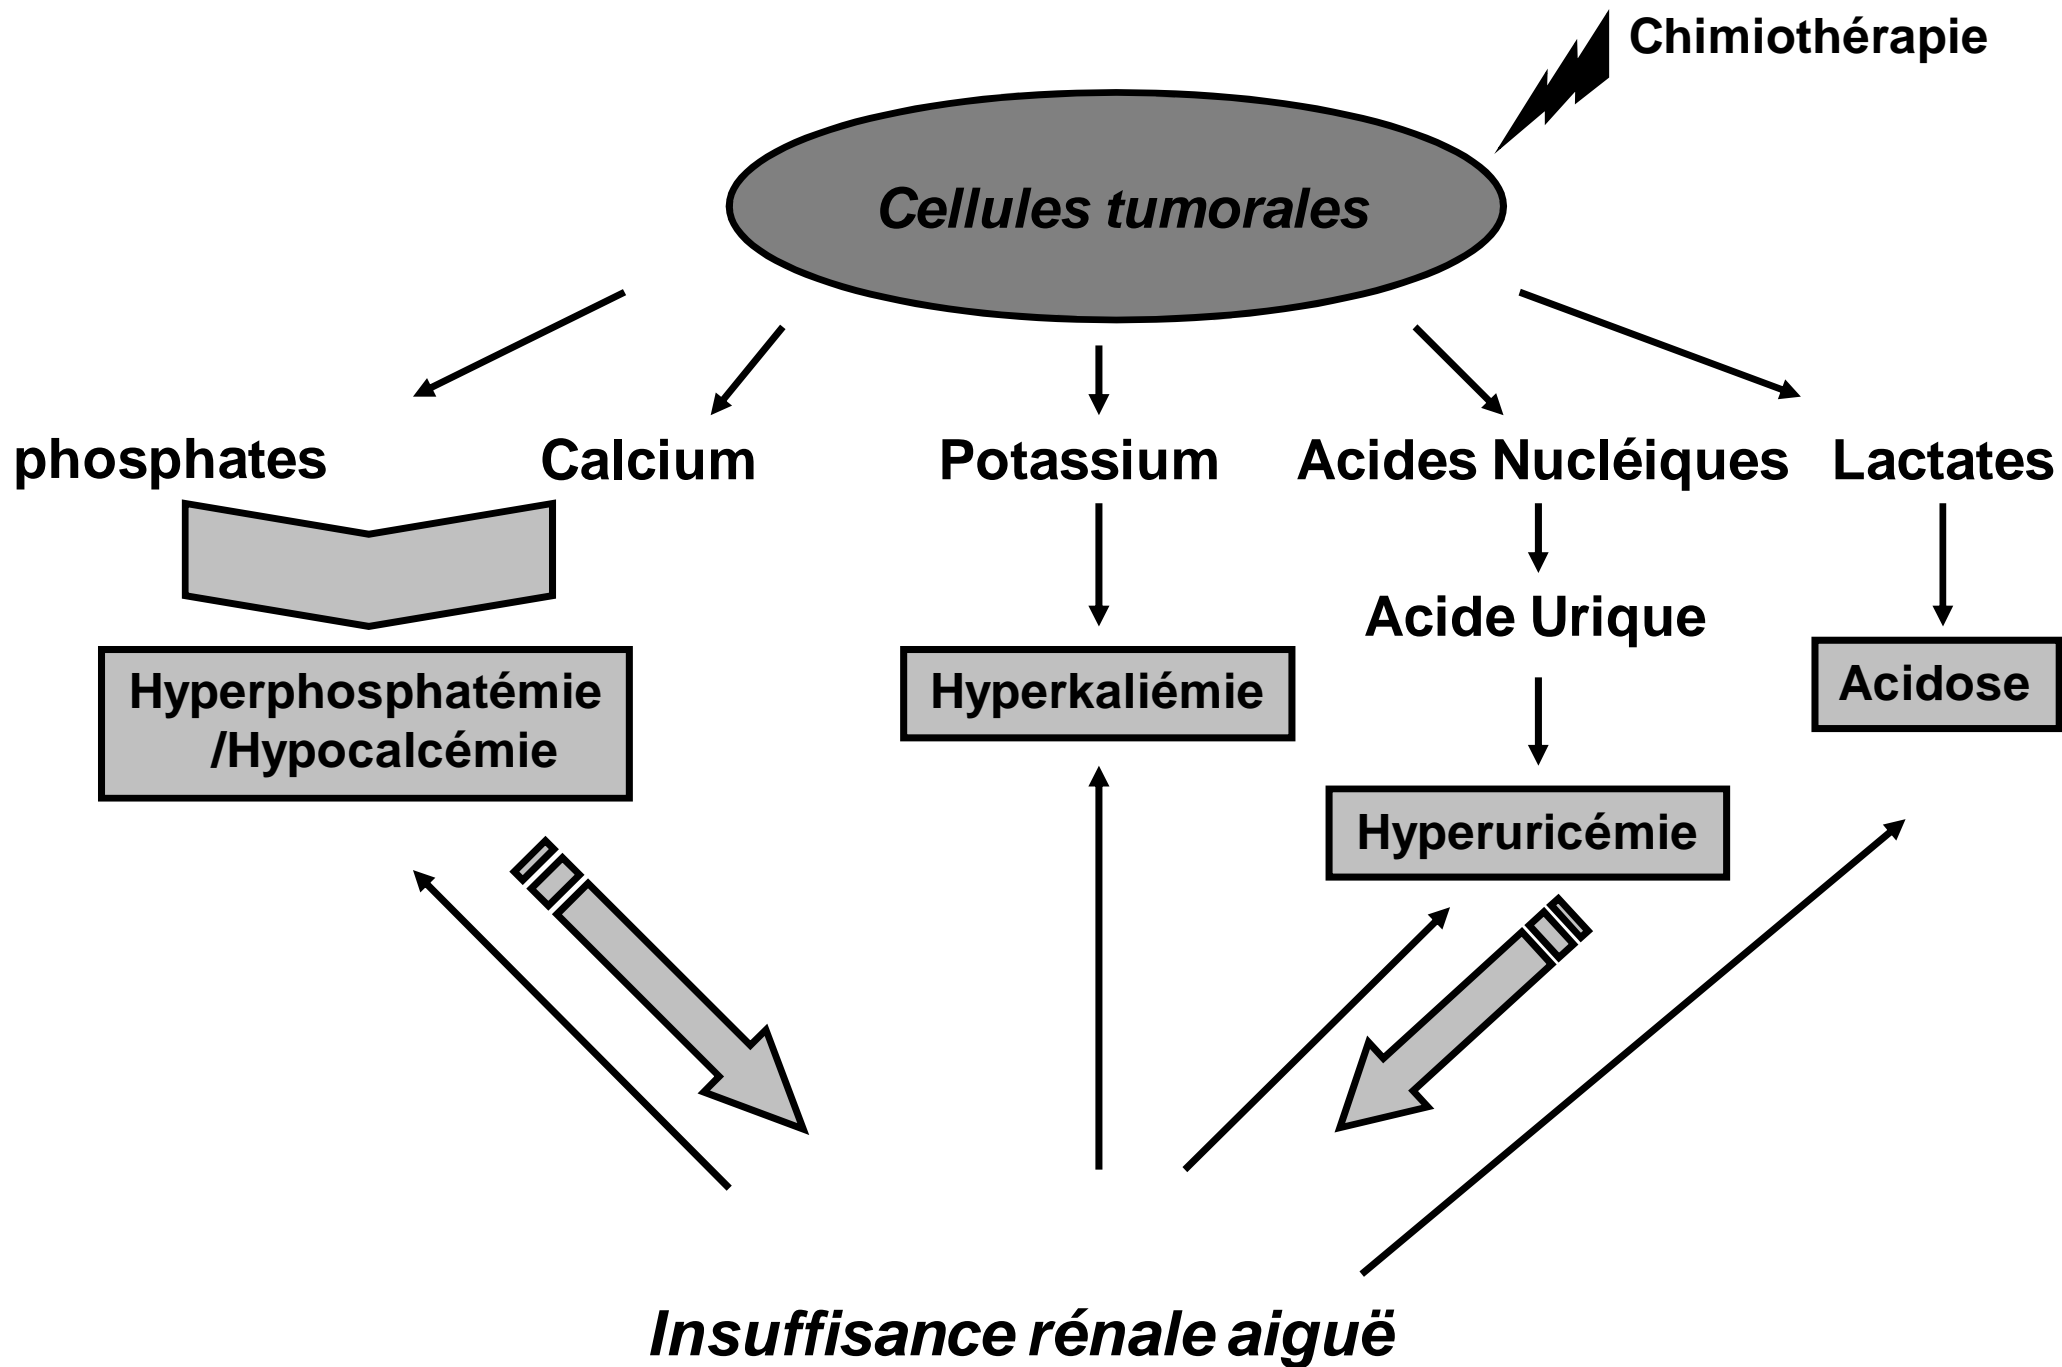 Chimiothérapie
Cellules tumorales
phosphates
Calcium
Potassium
Acides Nucléiques
Lactates
Acide Urique
Hyperphosphatémie
/Hypocalcémie
Hyperkaliémie
Acidose
Hyperuricémie
Insuffisance rénale aiguë